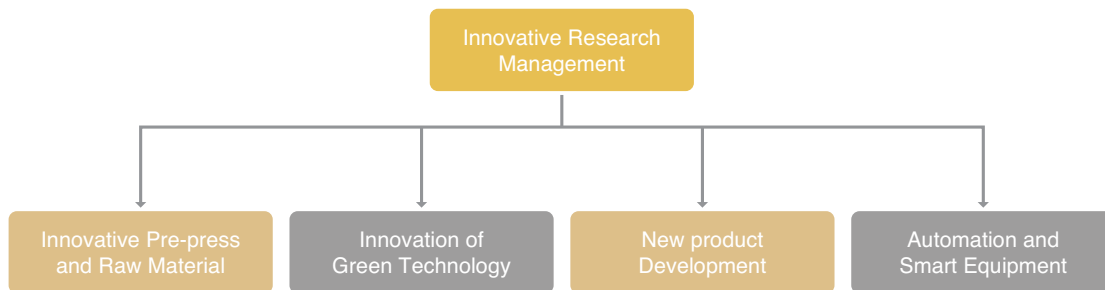 Innovative Research
Management
Innovative Pre-press
and Raw Material
Innovation of
Green Technology
New product
Development
Automation and
Smart Equipment